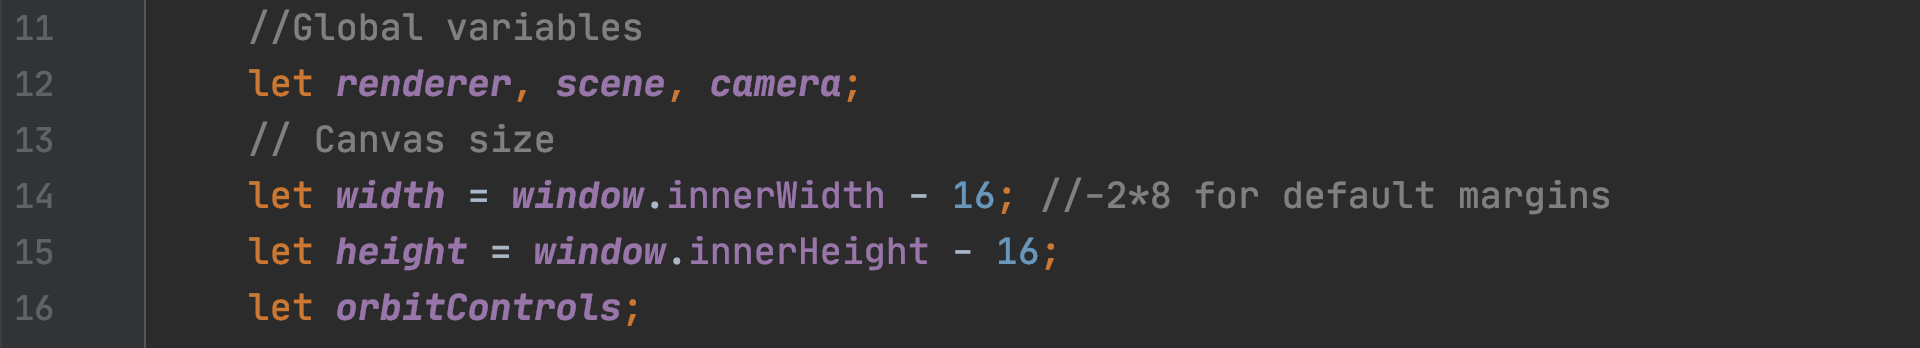 11 //Global variables
12 let renderer, scene, camera;
13 // Canvas size
14 let width = window.innerWidth - 16; //-2*8 for default margins
15 let height = window.innerHeight - 16;
16 let orbitControls;